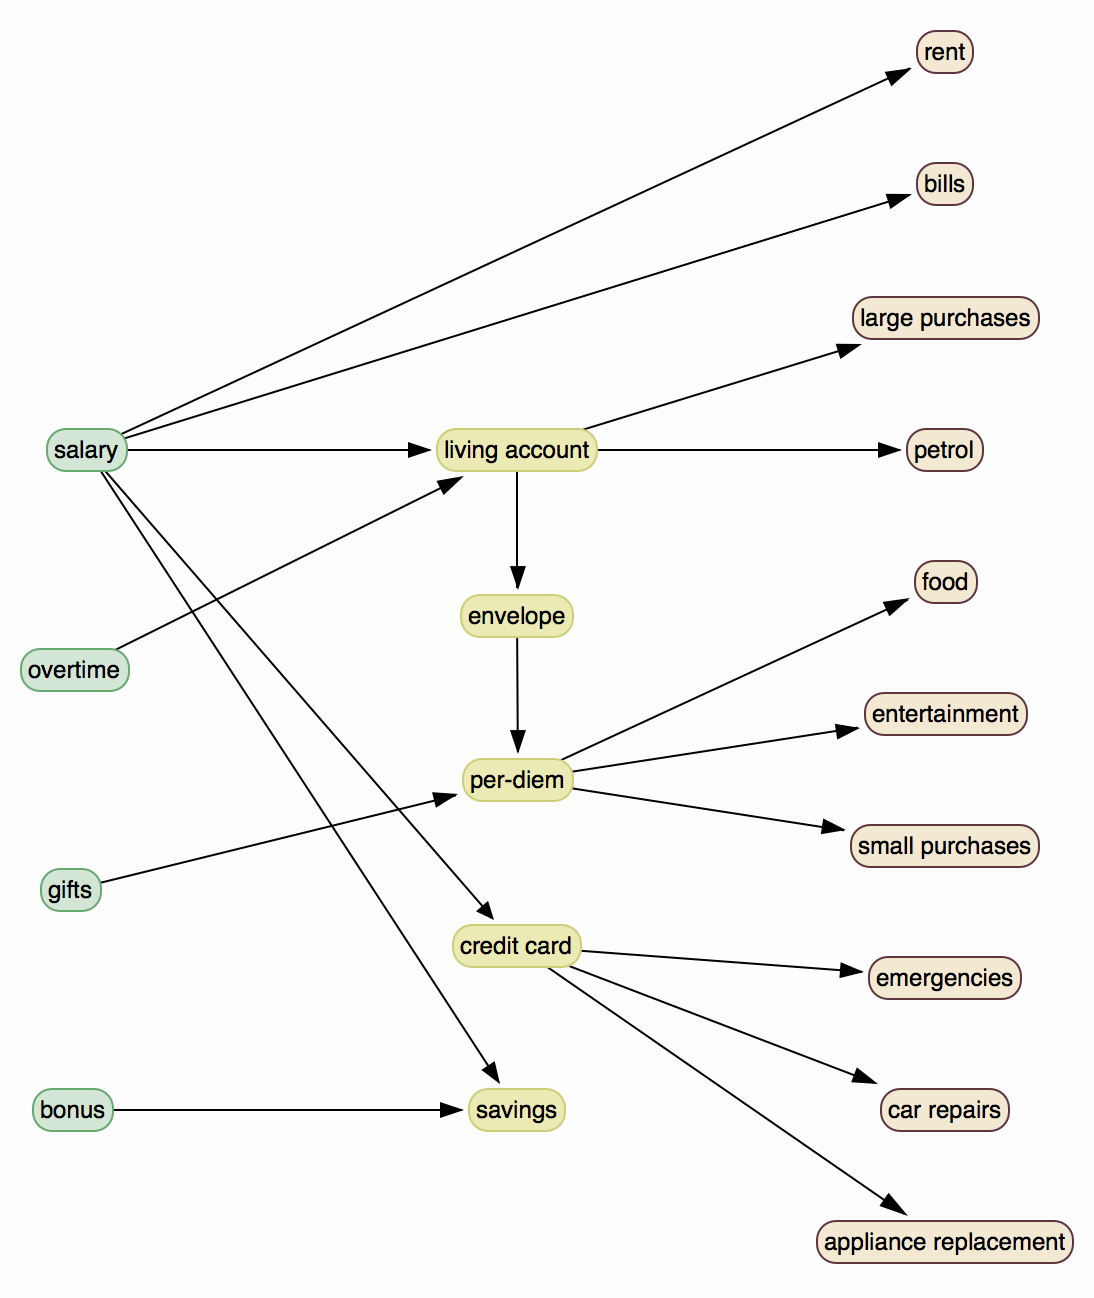 rent
bills
large purchases
salary
living account
petrol
food
envelope
overtime
entertainment
per-diem
small purchases
gifts
credit card
emergencies
bonus
savings
car repairs
appliance replacement